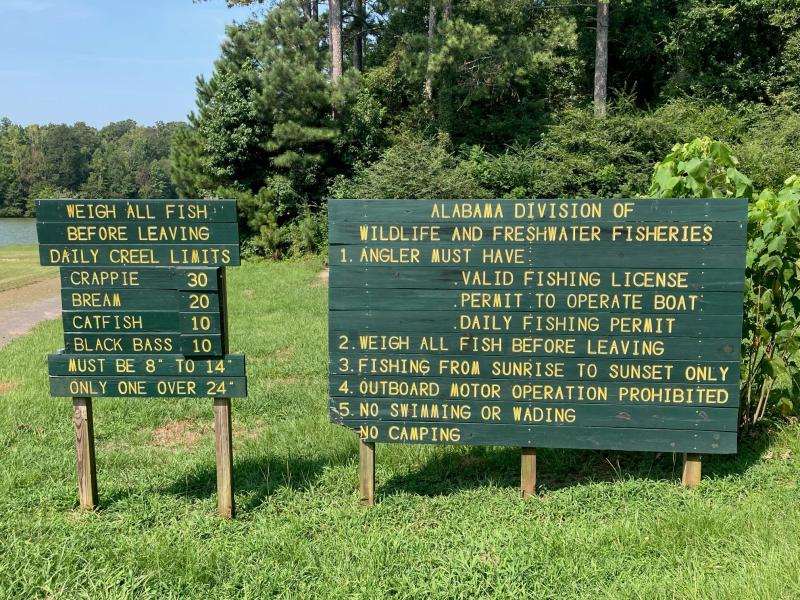 WEIGH ALL FISH
BEFORE LEAVING
DAILY CREEL LIMITS
CRAPPIE 30
BREAM 20
CATFISH 10
BLACK BASS 10
MUST BE 8" TO 14"
ONLY ONE OVER 24"
ALABAMA DIVISION OF
WILDLIFE AND FRESHWATER FISHERIES
1. ANGLER MUST HAVE
.VALID FISHING LICENSE
.PERMIT TO OPERATE BOAT
.DAILY FISHING PERMIT
2. WEIGH ALL FISH BEFORE LEAVING
3. FISHING FROM SUNRISE TO SUNSET ONLY
4. OUTBOARD MOTOR OPERATION PROHIBITED
5. NO SWIMMING OR WADING
NO CAMPING